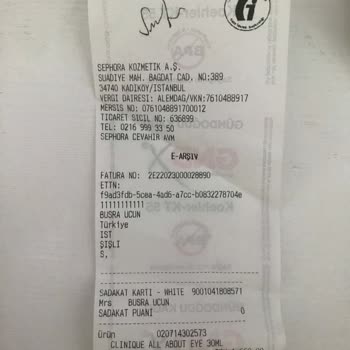 SEPHORA KOZMETIK A.Ş.
SUADIYE MAH. BAGDAT CAD. NO:389
34740 KADIKÖY/ISTANBUL
VERGI DAIRESI: ALEMDAG/VKN:7610488917
MERSIS NO: 0761048891700012
TICARET SICIL NO: 636899
TEL: 0216 999 33 50
SEPHORA CEVAHIR AVM
E-ARŞIV
FATURA NO: 2E22023000028890
ETTN:
f9ad3fdb-5cea-4ad6-a7cc-b0832278704e
11111111111
BUSRA UCUN
Türkiye
IST
ŞIŞLI
S,
SADAKAT KARTI - WHITE 9001041808571
Mrs BUSRA UCUN
SADAKAT PUANI 0
ürün 020714302573
CLINIQUE ALL ABOUT EYE 30ML